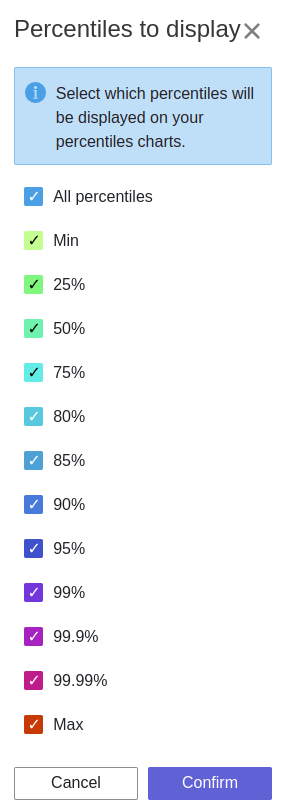 Percentiles to display
Select which percentiles will
be displayed on your
percentiles charts.
All percentiles
Min
25%
50%
75%
80%
85%
90%
95%
99%
99.9%
99.99%
Max
Cancel Confirm